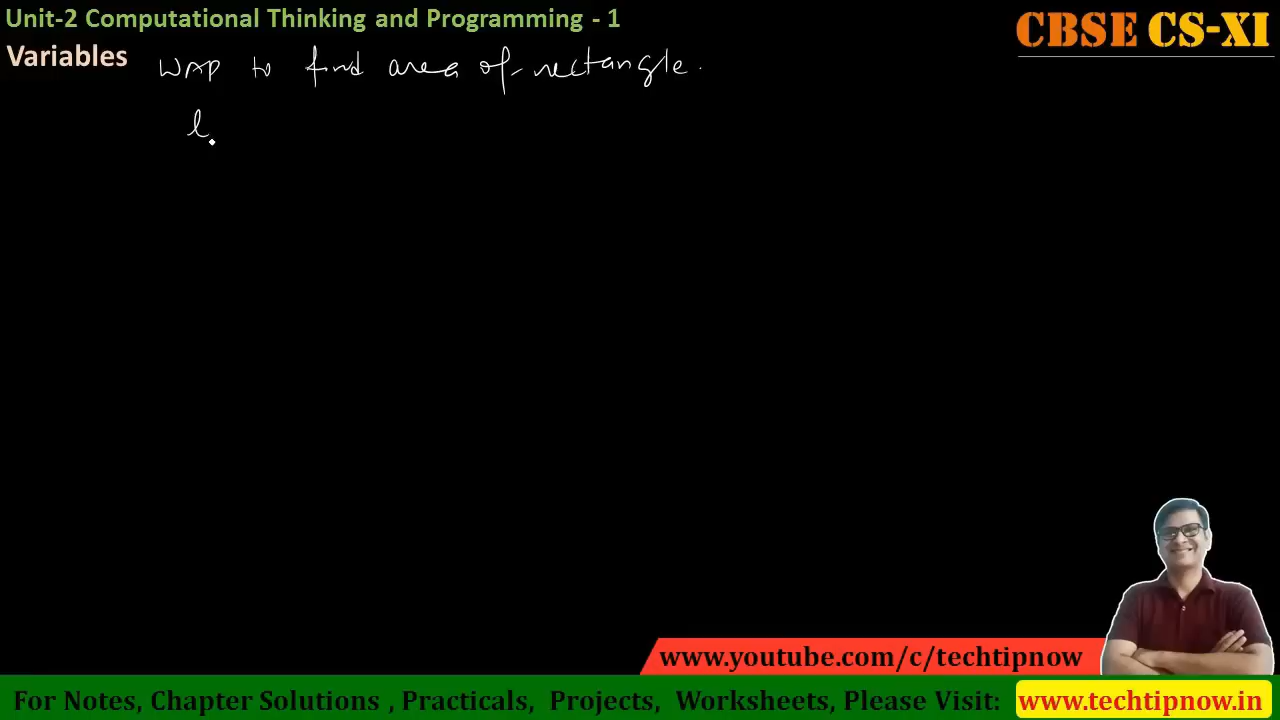 Unit-2 Computational Thinking and Programming - 1
CBSE CS-XI
Variables
WAP to find area of rectangle.
l
www.youtube.com/c/techtipnow
For Notes, Chapter Solutions , Practicals, Projects, Worksheets, Please Visit: www.techtipnow.in